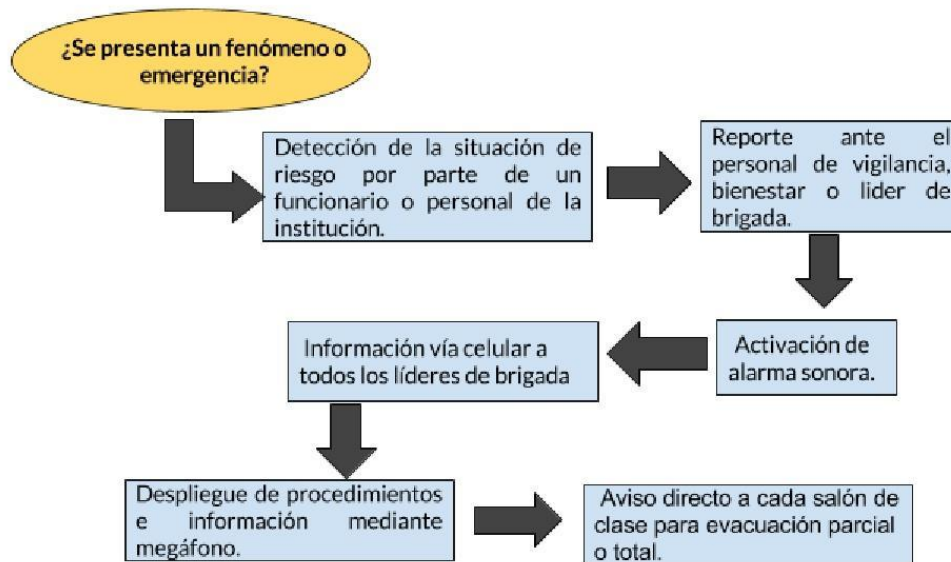 ¿Se presenta un fenómeno o
emergencia?
Detección de la situación de
riesgo por parte de un
funcionario o personal de la
institución.
Reporte ante el
personal de vigilancia,
bienestar o lider de
brigada.
Activación de
alarma sonora.
Información vía celular a
todos los líderes de brigada
Despliegue de procedimientos
e información mediante
megáfono.
Aviso directo a cada salón de
clase para evacuación parcial
o total.